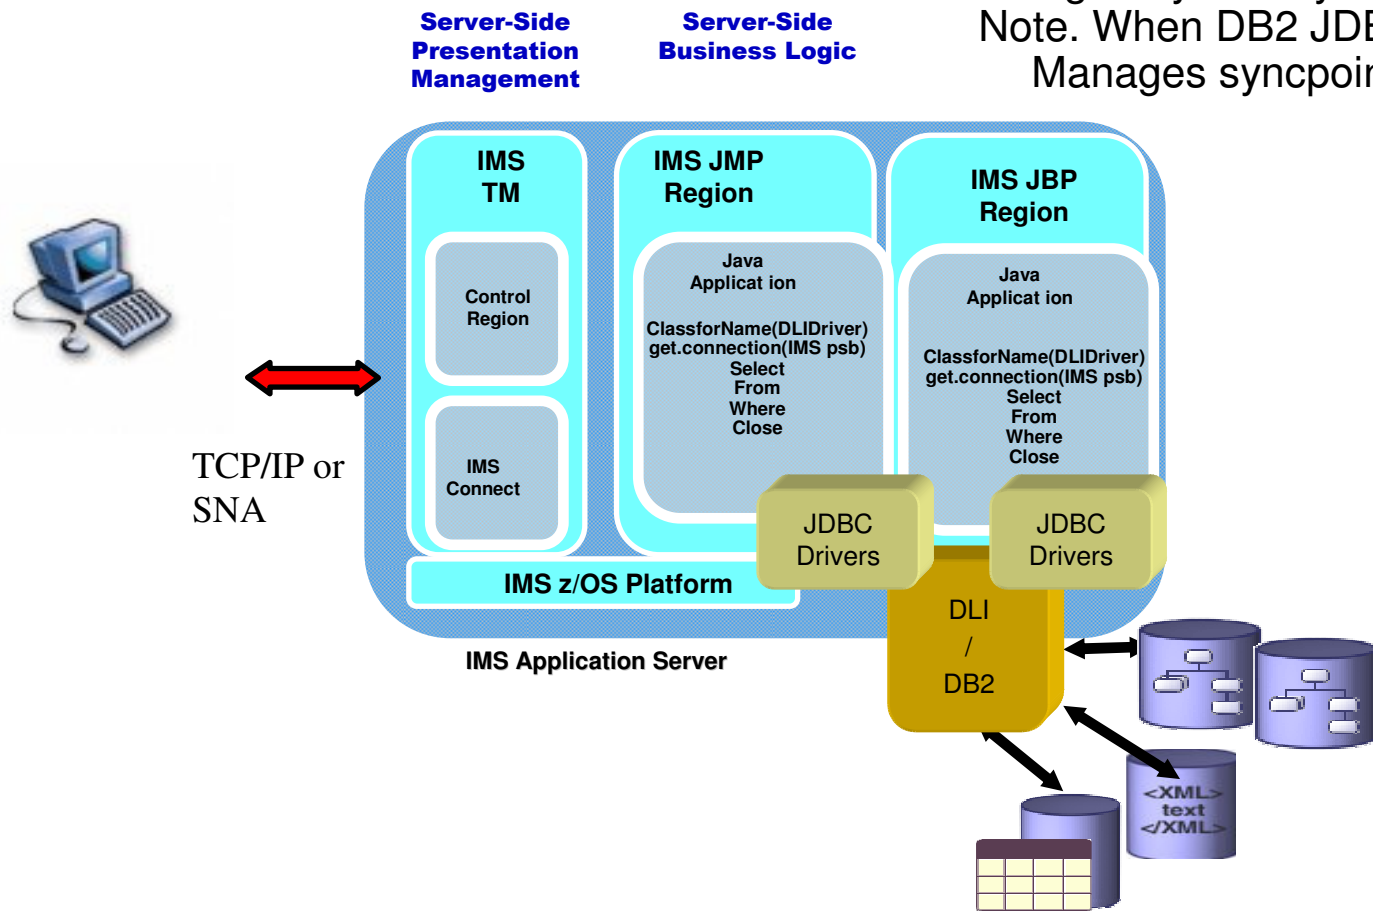 Server-Side
Presentation
Management
Server-Side
Business Logic
Note. When DB2
Manages
IMS
TM
Control
Region
IMS
Connect
IMS JMP
Region
Java
Applicat ion
ClassforName(DLIDriver)
get.connection(IMS psb)
Select
From
Where
Close
IMS JBP
Region
Java
Applicat ion
ClassforName(DLIDriver)
get.connection(IMS psb)
Select
From
Where
Close
TCP/IP or
SNA
JDBC
Drivers
JDBC
Drivers
IMS z/OS Platform
DLI
/
DB2
IMS Application Server
<XML>
text
</XML>